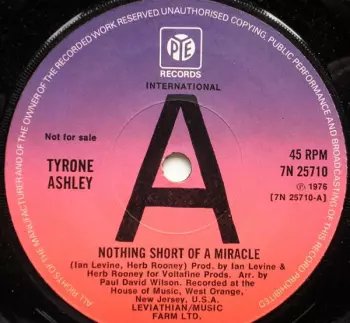 ALL RIGHTS OF THE MANUFACTURER AND OF THE OWNER OF THE RECORDED WORK RESERVED. UNAUTHORISED COPYING, PUBLIC PERFORMANCE AND BROADCASTING OF THIS RECORD PROHIBITED
PYE
RECORDS
INTERNATIONAL
A
Not for sale
TYRONE
ASHLEY
45 RPM
7N 25710
Ⓟ 1976
[7N 25710-A]
NOTHING SHORT OF A MIRACLE
(Ian Levine, Herb Rooney) Prod. by Ian Levine &
Herb Rooney for Voltafine Prods. Arr. by
Paul David Wilson. Recorded at the
House of Music, West Orange,
New Jersey, U.S.A.
LEVIATHAN/MUSIC
FARM LTD.